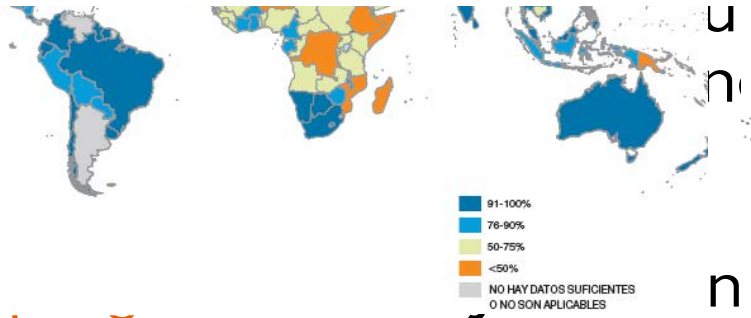 91-100%
76-90%
50-75%
<50%
NO HAY DATOS SUFICIENTES
O NO SON APLICABLES